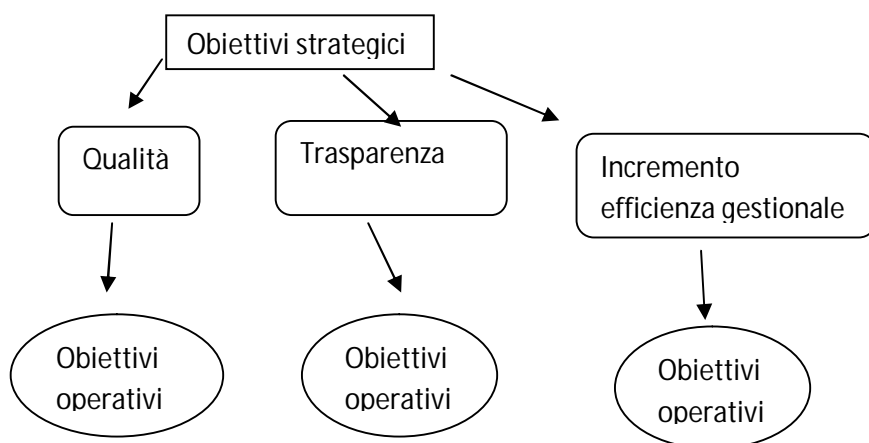 Obiettivi strategici
Qualità
Trasparenza
Incremento
efficienza gestionale
Obiettivi
operativi
Obiettivi
operativi
Obiettivi
operativi